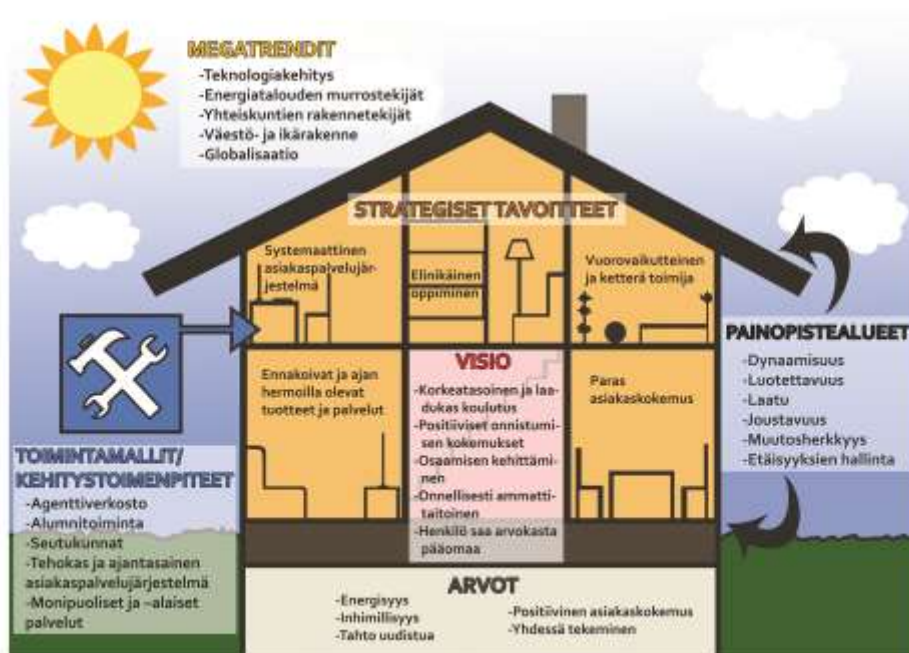 MEGATRENDIT
-Teknologiakehitys
-Energiatalouden murrostekijät
-Yhteiskuntien rakennetekijät
-Väestö- ja ikärakenne
-Globalisaatio
STRATEGISET TAVOITTEET
Systemaattinen
asiakaspalvelujär-
jestelmä
Elinikäinen
oppiminen
Vuorovaikutteinen
ja ketterä toimija
Ennakoivat ja ajan
hermoilla olevat
tuotteet ja palvelut
VISIO
-Korkeatasoinen ja laa-
dukas koulutus
-Positiiviset onnistumi-
sen kokemukset
-Osaamisen kehittämi-
nen
-Onnellisesti ammatti-
taitoinen
-Henkilö saa arvokasta
pääomaa
Paras
asiakaskokemus
PAINOPISTEALUEET
-Dynaamisuus
-Luotettavuus
-Laatu
-Joustavuus
-Muutosherkkyys
-Etäisyyksien hallinta
TOIMINTAMALLIT/
KEHITYSTOIMENPITEET
-Agenttiverkosto
-Alumnitoiminta
-Seutukunnat
-Tehokas ja ajantasainen
asiakaspalvelujärjestelmä
-Monipuoliset ja –alaiset
palvelut
ARVOT
-Energisyys
-Inhimillisyys
-Tahto uudistua
-Positiivinen asiakaskokemus
-Yhdessä tekeminen